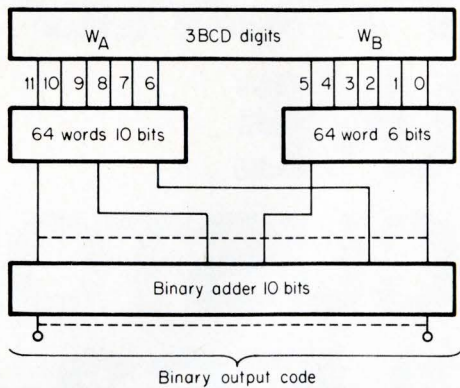 W_A 3BCD digits W_B
11 10 9 8 7 6 5 4 3 2 1 0
64 words 10 bits 64 word 6 bits
Binary adder 10 bits
Binary output code